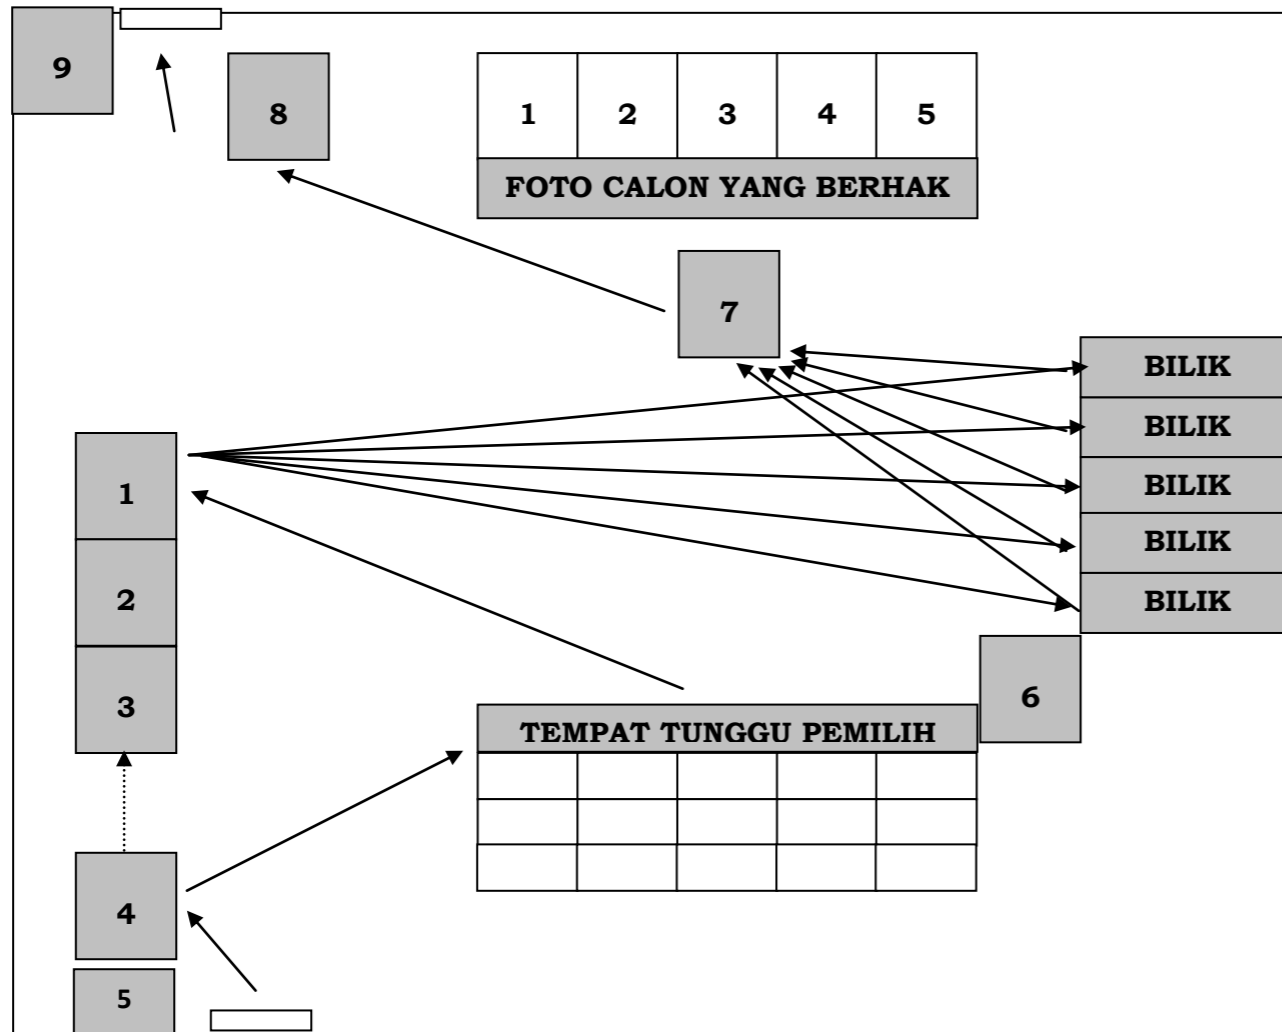 9
8
1 2 3 4 5
FOTO CALON YANG BERHAK
7
BILIK
BILIK
BILIK
BILIK
BILIK
1
2
3
6
TEMPAT TUNGGU PEMILIH
4
5